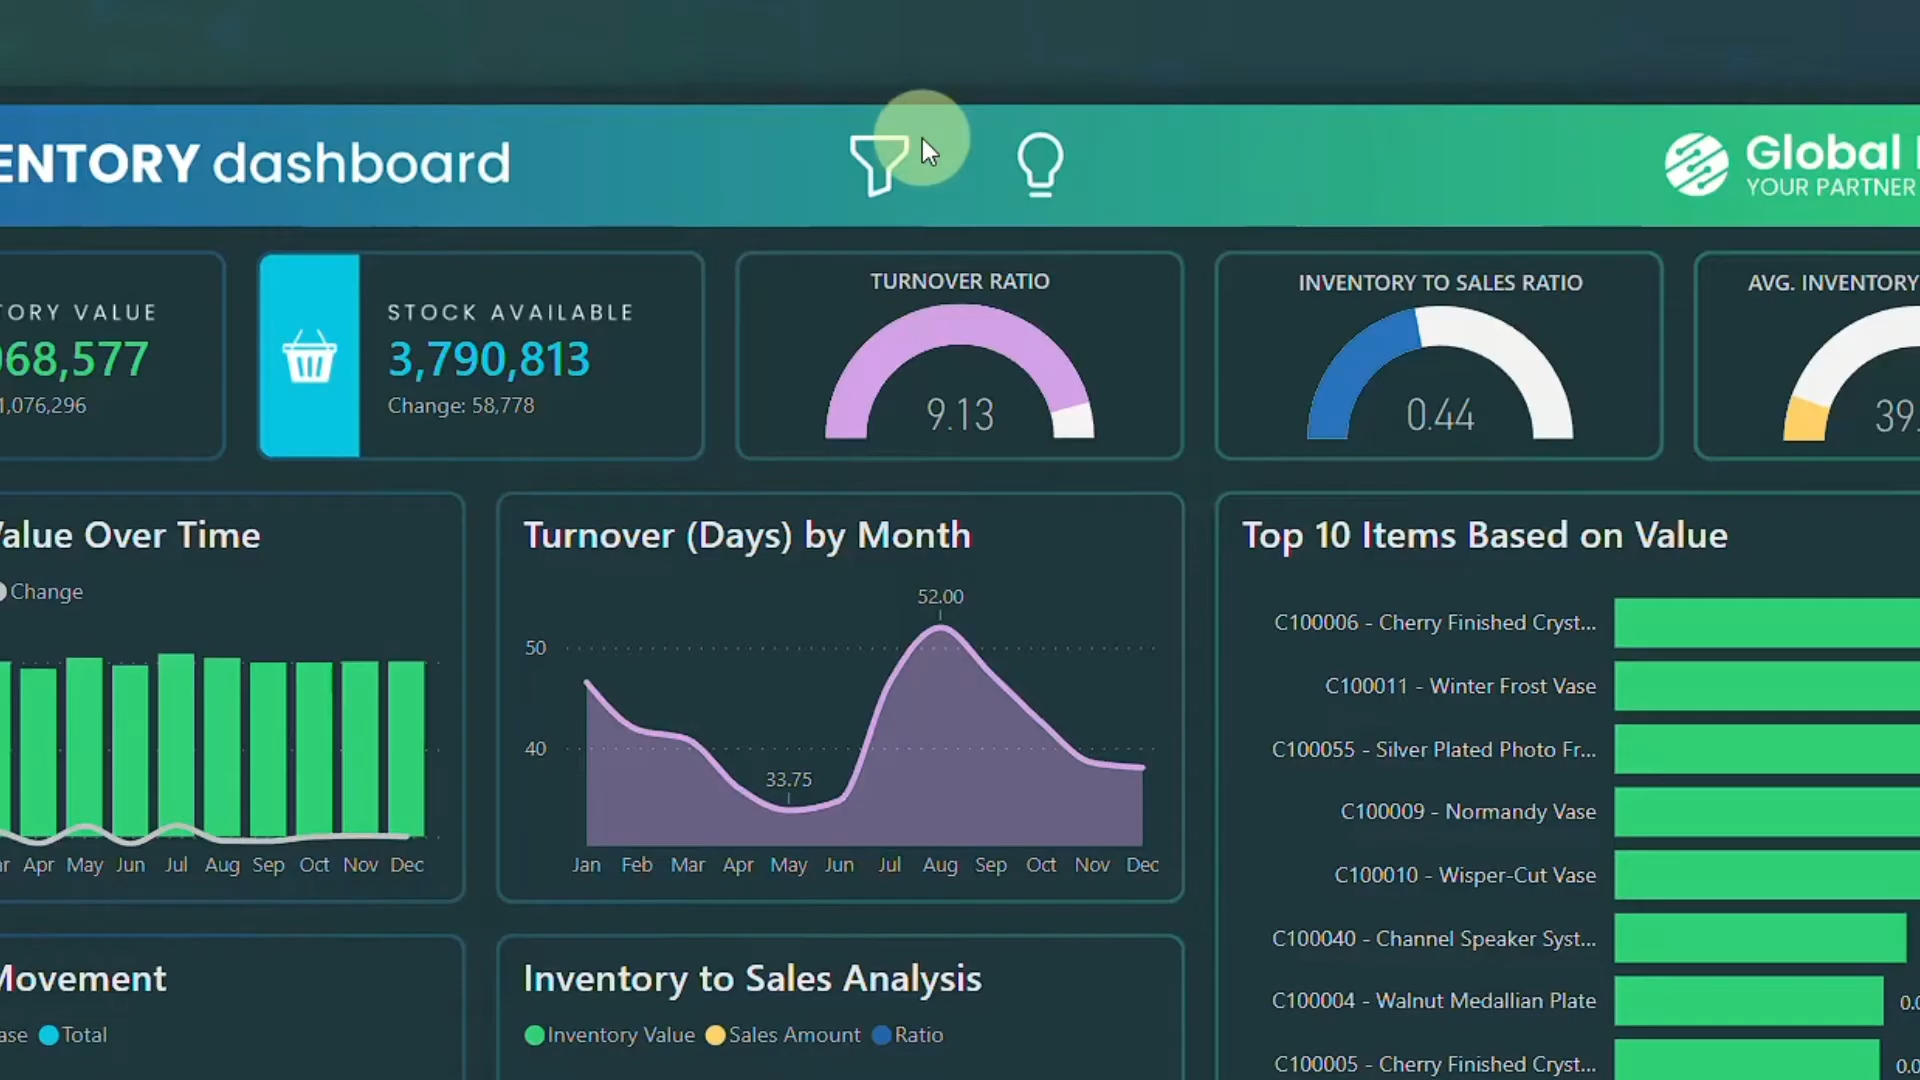 ENTORY dashboard
Global
YOUR PARTNER
ORY VALUE
068,577
1,076,296
STOCK AVAILABLE
3,790,813
Change: 58,778
TURNOVER RATIO
9.13
INVENTORY TO SALES RATIO
0.44
AVG. INVENTORY
39.
alue Over Time
Change
Apr May Jun Jul Aug Sep Oct Nov Dec
Turnover (Days) by Month
52.00
50
40
33.75
Jan Feb Mar Apr May Jun Jul Aug Sep Oct Nov Dec
Top 10 Items Based on Value
C100006 - Cherry Finished Cryst...
C100011 - Winter Frost Vase
C100055 - Silver Plated Photo Fr...
C100009 - Normandy Vase
C100010 - Wisper-Cut Vase
C100040 - Channel Speaker Syst...
C100004 - Walnut Medallian Plate
C100005 - Cherry Finished Cryst...
Movement
ase Total
Inventory to Sales Analysis
Inventory Value Sales Amount Ratio